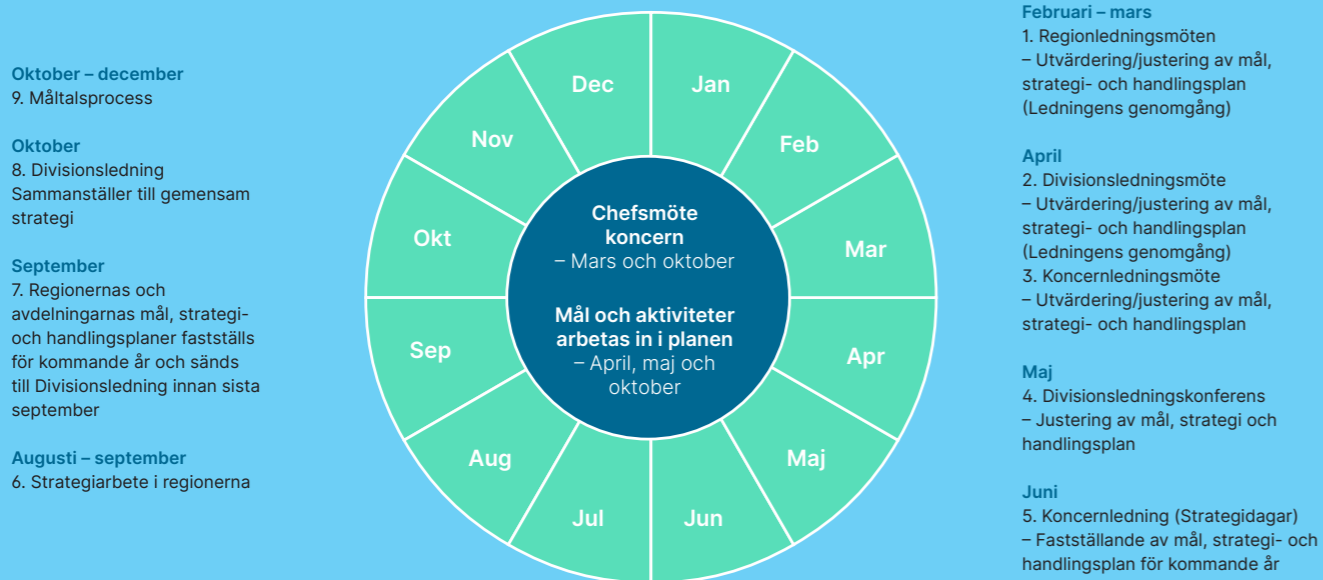 Oktober – december
9. Måltalsprocess
Oktober
8. Divisionsledning
Sammanställer till gemensam
strategi
September
7. Regionernas och
avdelningarnas mål, strategi-
och handlingsplaner fastställs
för kommande år och sänds
till Divisionsledning innan sista
september
Augusti – september
6. Strategiarbete i regionerna
Jan
Feb
Mar
Apr
Maj
Jun
Jul
Aug
Sep
Okt
Nov
Dec
Chefsmöte
koncern
– Mars och oktober
Mål och aktiviteter
arbetas in i planen
– April, maj och
oktober
Februari – mars
1. Regionledningsmöten
– Utvärdering/justering av mål,
strategi- och handlingsplan
(Ledningens genomgång)
April
2. Divisionsledningsmöte
– Utvärdering/justering av mål,
strategi- och handlingsplan
(Ledningens genomgång)
3. Koncernledningsmöte
– Utvärdering/justering av mål,
strategi- och handlingsplan
Maj
4. Divisionsledningskonferens
– Justering av mål, strategi och
handlingsplan
Juni
5. Koncernledning (Strategidagar)
– Fastställande av mål, strategi- och
handlingsplan för kommande år